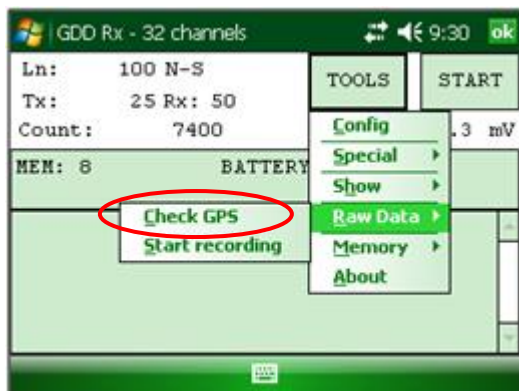 GDD Rx - 32 channels 9:30 ok
Ln: 100 N-S
Tx: 25 Rx: 50
Count: 7400
TOOLS
START
.3 mV
MEM: 8 BATTERY
Config
Special
Show
Raw Data
Memory
About
Check GPS
Start recording